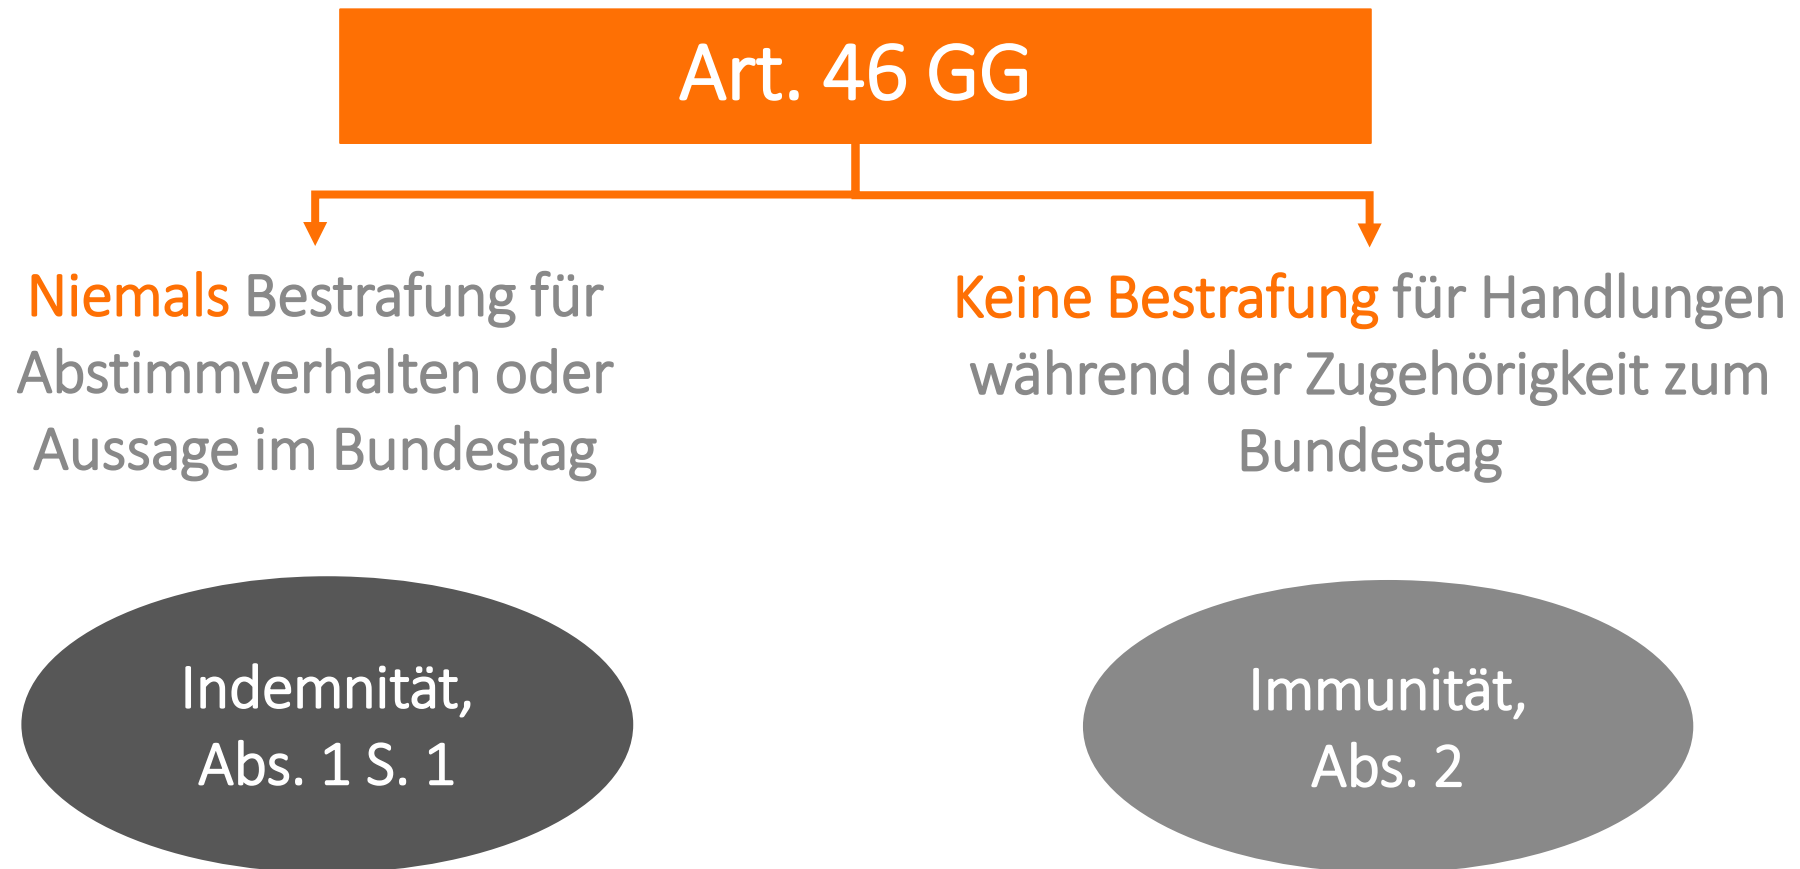 Art. 46 GG
Niemals Bestrafung für
Abstimmverhalten oder
Aussage im Bundestag
Keine Bestrafung für Handlungen
während der Zugehörigkeit zum
Bundestag
Indemnität,
Abs. 1 S. 1
Immunität,
Abs. 2